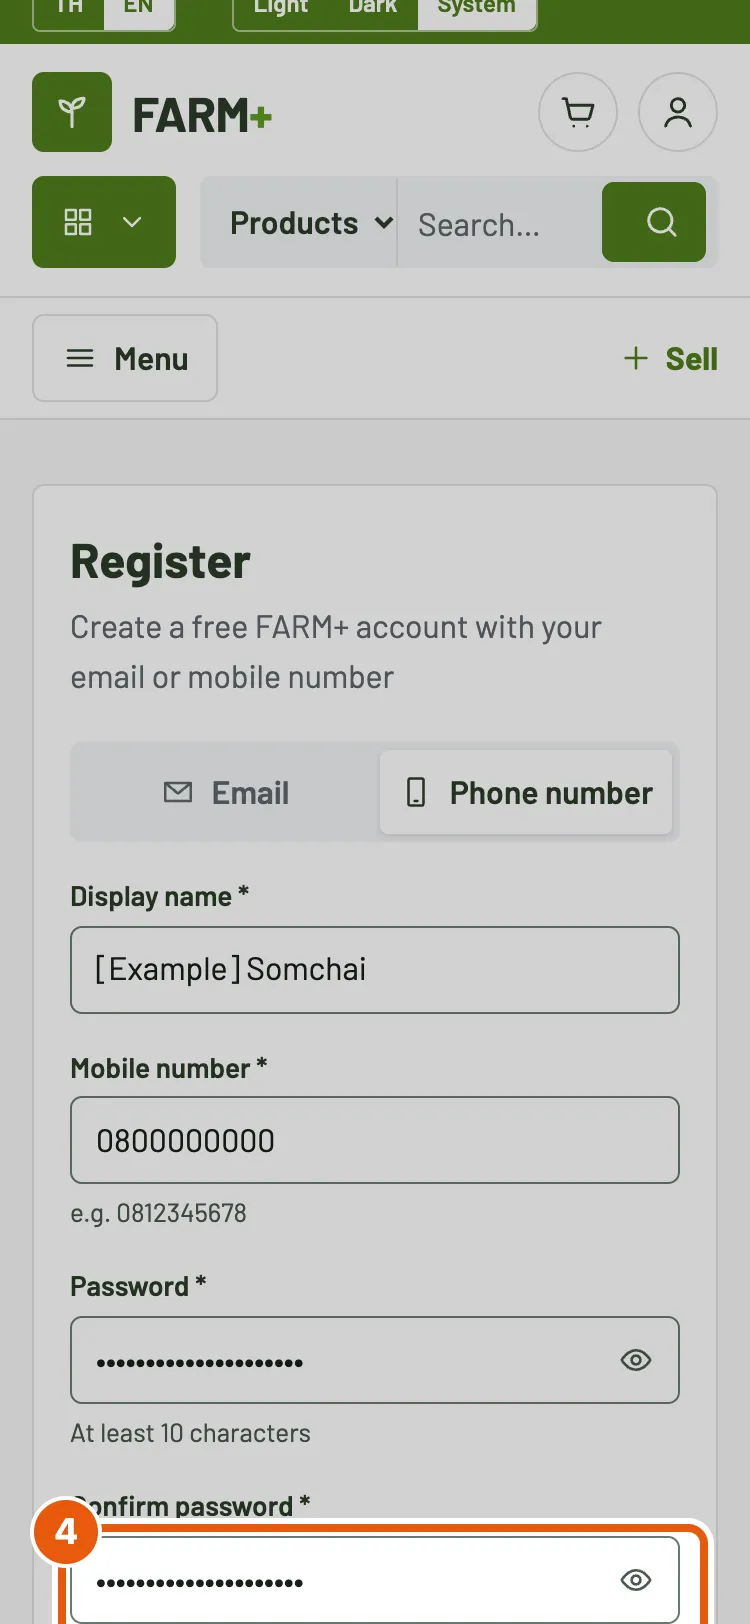 TH EN Light Dark System
FARM+
Products Search...
Menu + Sell
Register
Create a free FARM+ account with your
email or mobile number
Email Phone number
Display name *
[Example] Somchai
Mobile number *
0800000000
e.g. 0812345678
Password *
•••••••••••••••••••••
At least 10 characters
Confirm password *
4
•••••••••••••••••••••